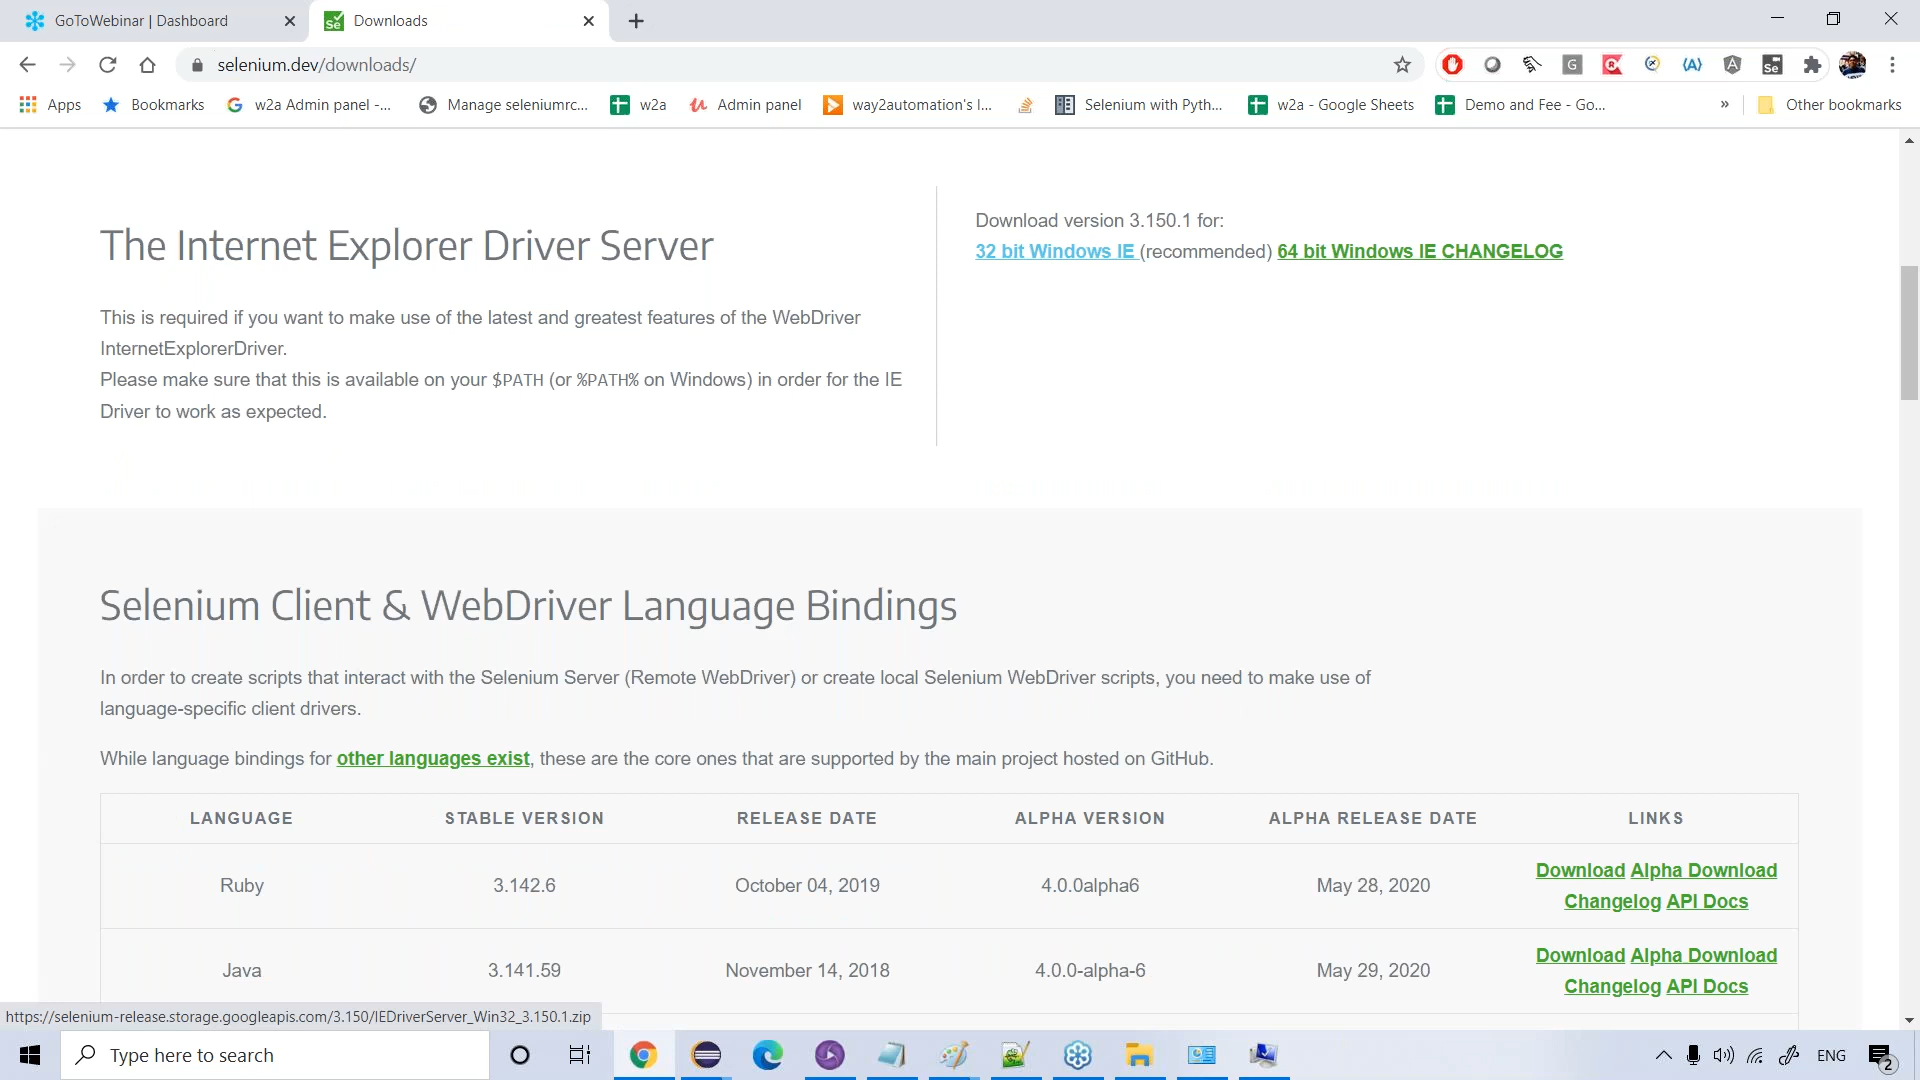 GoToWebinar | Dashboard
Downloads
selenium.dev/downloads/
Apps
Bookmarks
w2a Admin panel -...
Manage seleniumrc...
w2a
Admin panel
way2automation's l...
Selenium with Pyth...
w2a - Google Sheets
Demo and Fee - Go...
»
Other bookmarks
The Internet Explorer Driver Server
This is required if you want to make use of the latest and greatest features of the WebDriver
InternetExplorerDriver.
Please make sure that this is available on your $PATH (or %PATH% on Windows) in order for the IE
Driver to work as expected.
Download version 3.150.1 for:
32 bit Windows IE (recommended) 64 bit Windows IE CHANGELOG
Selenium Client & WebDriver Language Bindings
In order to create scripts that interact with the Selenium Server (Remote WebDriver) or create local Selenium WebDriver scripts, you need to make use of
language-specific client drivers.
While language bindings for other languages exist, these are the core ones that are supported by the main project hosted on GitHub.
LANGUAGE STABLE VERSION RELEASE DATE ALPHA VERSION ALPHA RELEASE DATE LINKS
Ruby 3.142.6 October 04, 2019 4.0.0alpha6 May 28, 2020 Download Alpha Download
Changelog API Docs
Java 3.141.59 November 14, 2018 4.0.0-alpha-6 May 29, 2020 Download Alpha Download
Changelog API Docs
https://selenium-release.storage.googleapis.com/3.150/IEDriverServer_Win32_3.150.1.zip
Type here to search
ENG
2